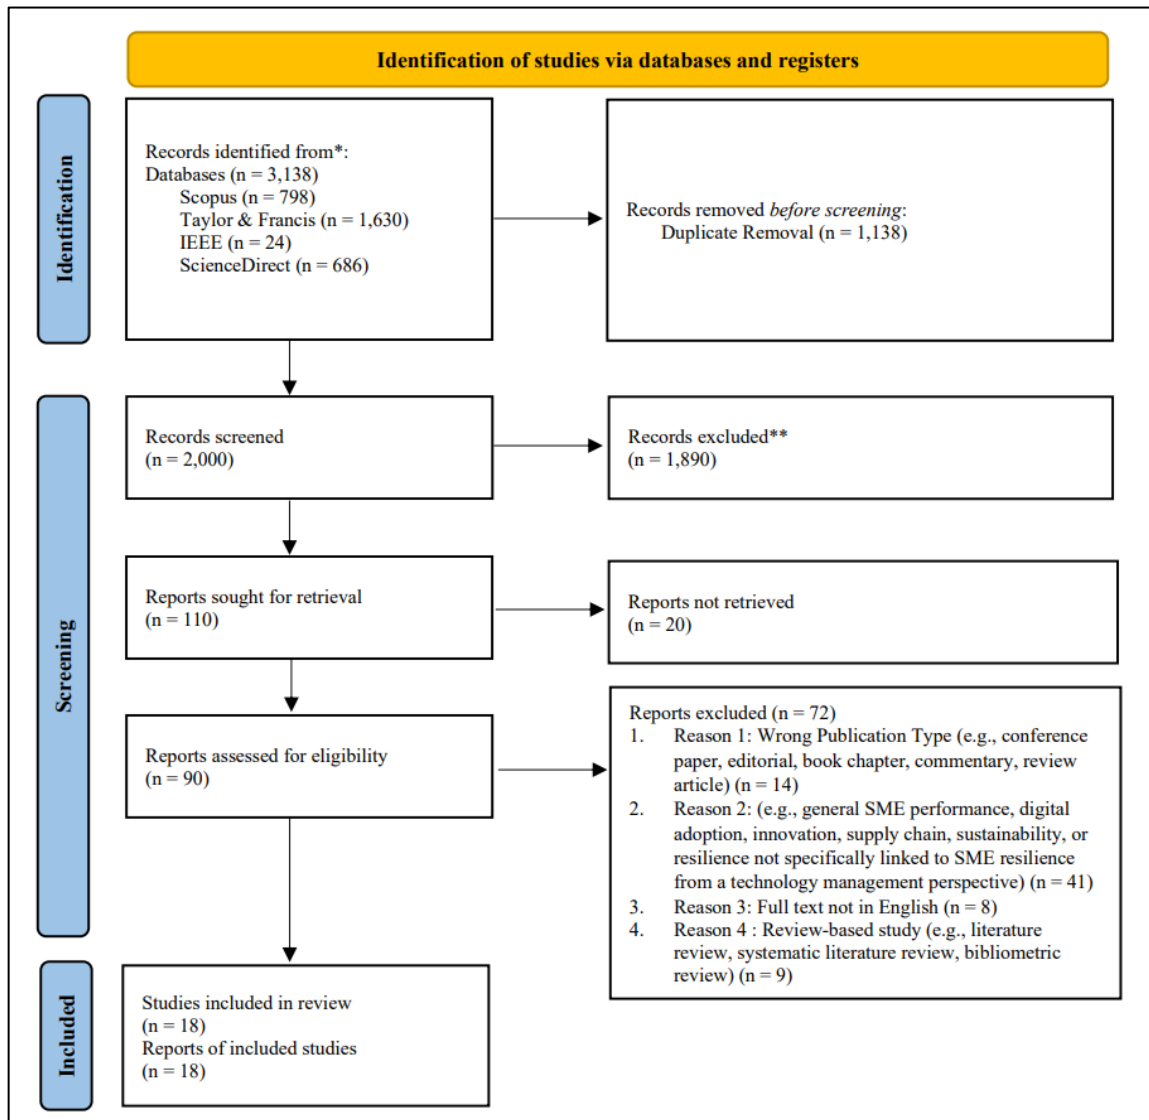 Identification of studies via databases and registers
Identification
Records identified from*:
Databases (n = 3,138)
Scopus (n = 798)
Taylor & Francis (n = 1,630)
IEEE (n = 24)
ScienceDirect (n = 686)
Records removed before screening:
Duplicate Removal (n = 1,138)
Screening
Records screened
(n = 2,000)
Records excluded**
(n = 1,890)
Reports sought for retrieval
(n = 110)
Reports not retrieved
(n = 20)
Reports assessed for eligibility
(n = 90)
Reports excluded (n = 72)
1. Reason 1: Wrong Publication Type (e.g., conference
paper, editorial, book chapter, commentary, review
article) (n = 14)
2. Reason 2: (e.g., general SME performance, digital
adoption, innovation, supply chain, sustainability, or
resilience not specifically linked to SME resilience
from a technology management perspective) (n = 41)
3. Reason 3: Full text not in English (n = 8)
4. Reason 4 : Review-based study (e.g., literature
review, systematic literature review, bibliometric
review) (n = 9)
Included
Studies included in review
(n = 18)
Reports of included studies
(n = 18)